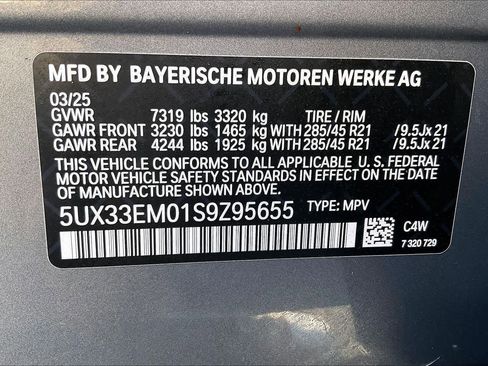 MFD BY BAYERISCHE MOTOREN WERKE AG
03/25
GVWR 7319 lbs 3320 kg TIRE / RIM
GAWR FRONT 3230 lbs 1465 kg WITH 285/45 R21 /9.5Jx21
GAWR REAR 4244 lbs 1925 kg WITH 285/45 R21 /9.5Jx21
THIS VEHICLE CONFORMS TO ALL APPLICABLE U. S. FEDERAL
MOTOR VEHICLE SAFETY STANDARDS IN EFFECT ON THE
DATE OF MANUFACTURE SHOWN ABOVE.
5UX33EM01S9Z95655 TYPE: MPV
C4W
7 320 729